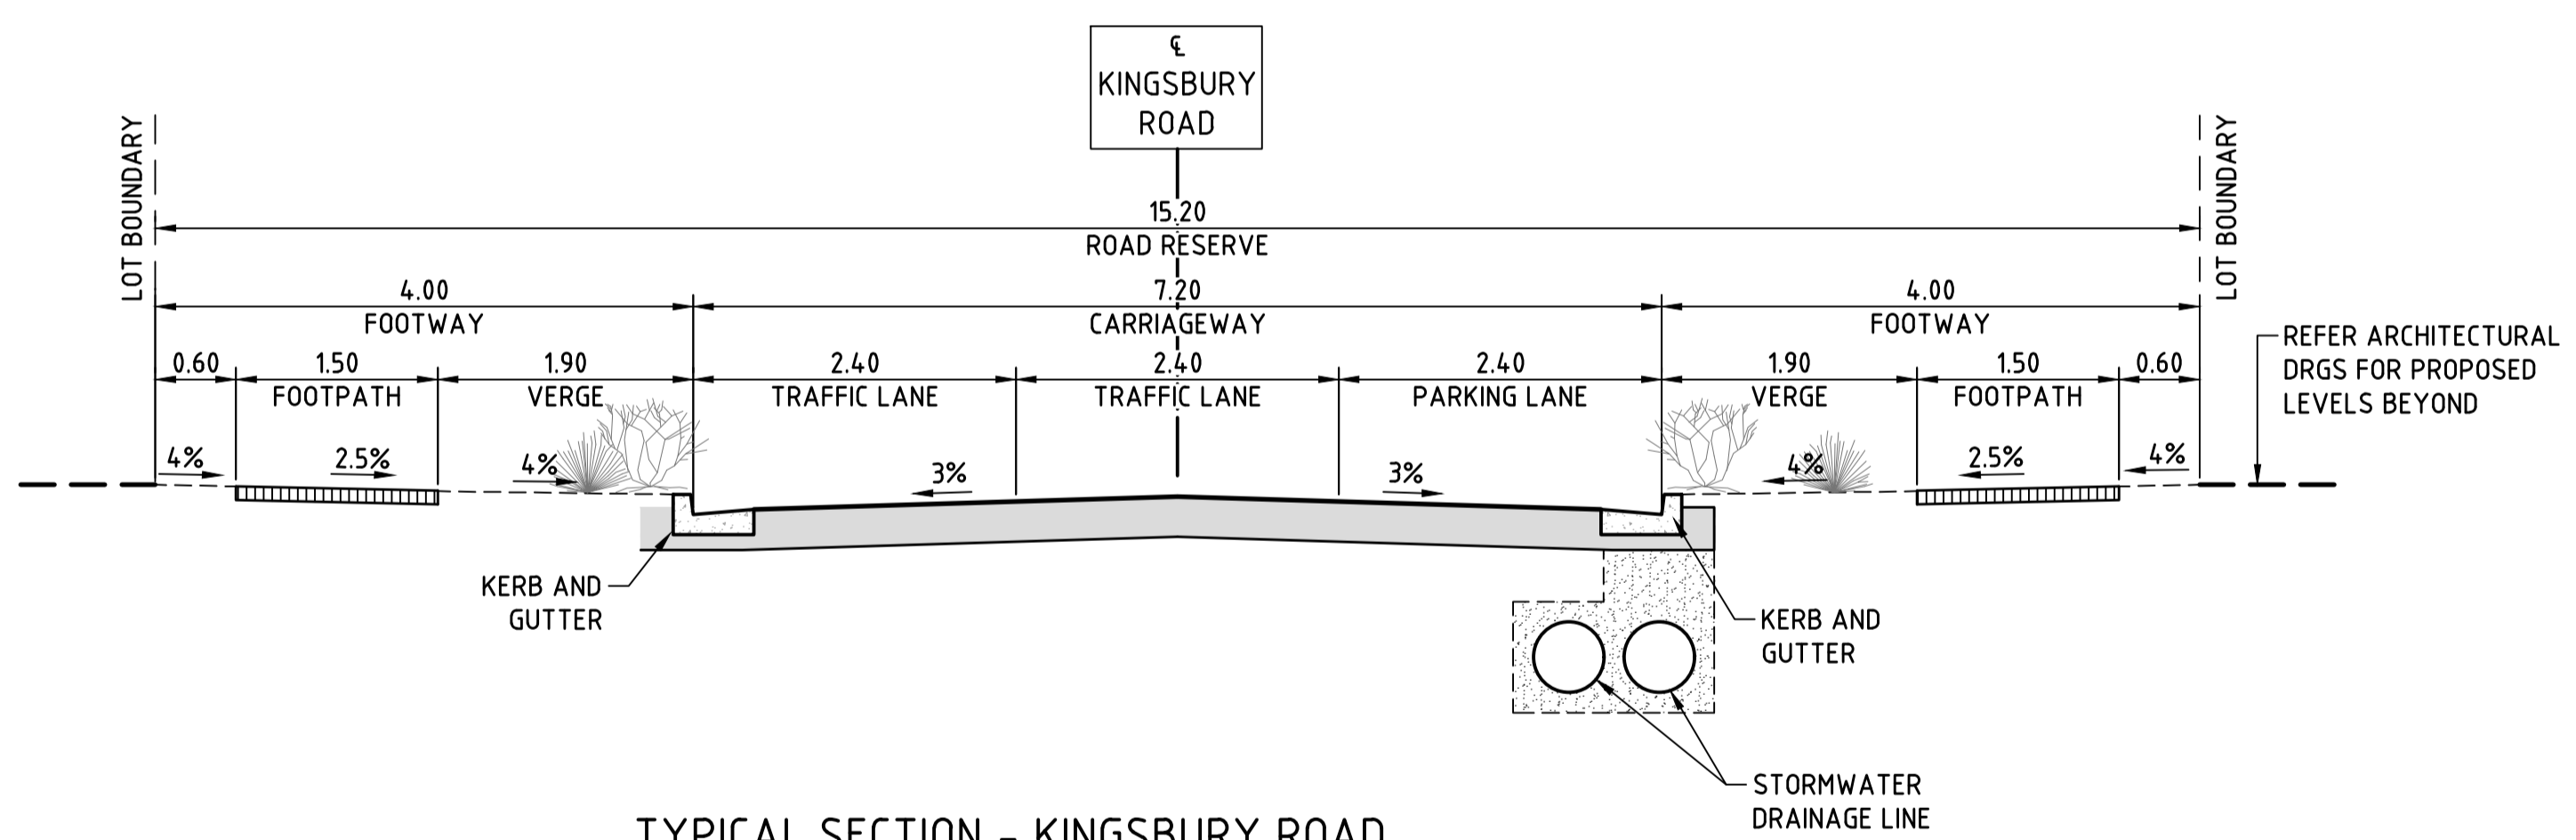 ℄
KINGSBURY
ROAD
LOT BOUNDARY
LOT BOUNDARY
15.20
ROAD RESERVE
4.00
7.20
4.00
FOOTWAY
CARRIAGEWAY
FOOTWAY
0.60
1.50
1.90
2.40
2.40
2.40
1.90
1.50
0.60
FOOTPATH
VERGE
TRAFFIC LANE
TRAFFIC LANE
PARKING LANE
VERGE
FOOTPATH
REFER ARCHITECTURAL
DRGS FOR PROPOSED
LEVELS BEYOND
4%
2.5%
4%
3%
3%
4%
2.5%
4%
KERB AND
GUTTER
KERB AND
GUTTER
STORMWATER
DRAINAGE LINE
TYPICAL SECTION - KINGSBURY ROAD